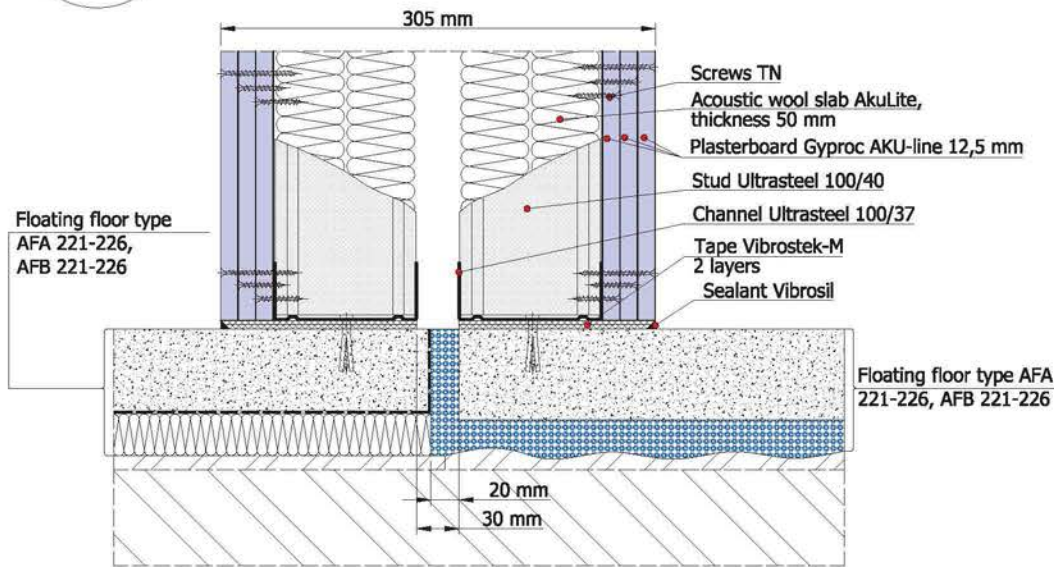 305 mm
Screws TN
Acoustic wool slab AkuLite,
thickness 50 mm
Plasterboard Gyproc AKU-line 12,5 mm
Stud Ultrasteel 100/40
Channel Ultrasteel 100/37
Tape Vibrostek-M
2 layers
Sealant Vibrosil
Floating floor type
AFA 221-226,
AFB 221-226
Floating floor type AFA
221-226, AFB 221-226
20 mm
30 mm